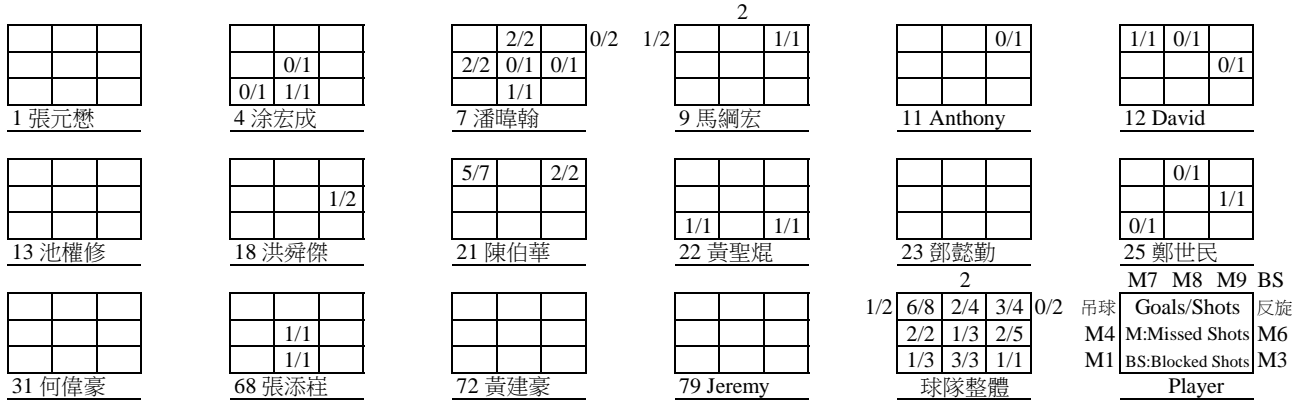 2
2/2 0/2 1/2 1/1 0/1 1/1 0/1
0/1 2/2 0/1 0/1 0/1
0/1 1/1 1/1
1 張元懋 4 涂宏成 7 潘暐翰 9 馬綱宏 11 Anthony 12 David
5/7 2/2 0/1
1/2 1/1
1/1 1/1 0/1
13 池權修 18 洪舜傑 21 陳伯華 22 黃聖焜 23 鄧懿勤 25 鄭世民
2 M7 M8 M9 BS
1/2 6/8 2/4 3/4 0/2 吊球 Goals/Shots 反旋
1/1 2/2 1/3 2/5 M4 M:Missed Shots M6
1/1 1/3 3/3 1/1 M1 BS:Blocked Shots M3
31 何偉豪 68 張添嵀 72 黃建豪 79 Jeremy 球隊整體 Player